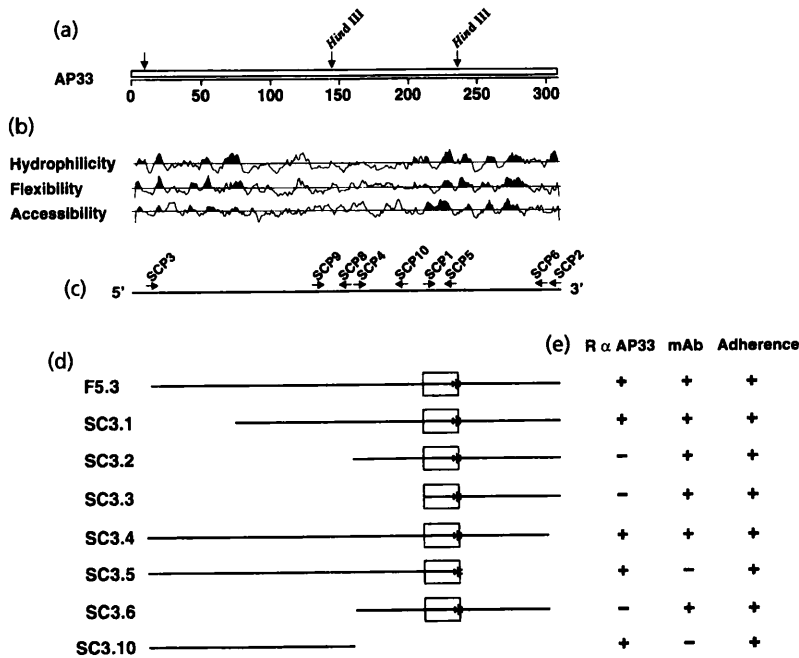 (a)
Hind III Hind III
AP33
0 50 100 150 200 250 300
(b)
Hydrophilicity
Flexibility
Accessibility
(c)
5' SCP3 SCP9 SCP8 SCP4 SCP10 SCP1 SCP5 SCP6 SCP2 3'
(d) (e) R α AP33 mAb Adherence
F5.3 + + +
SC3.1 + + +
SC3.2 − + +
SC3.3 − + +
SC3.4 + + +
SC3.5 + − +
SC3.6 − + +
SC3.10 + − +